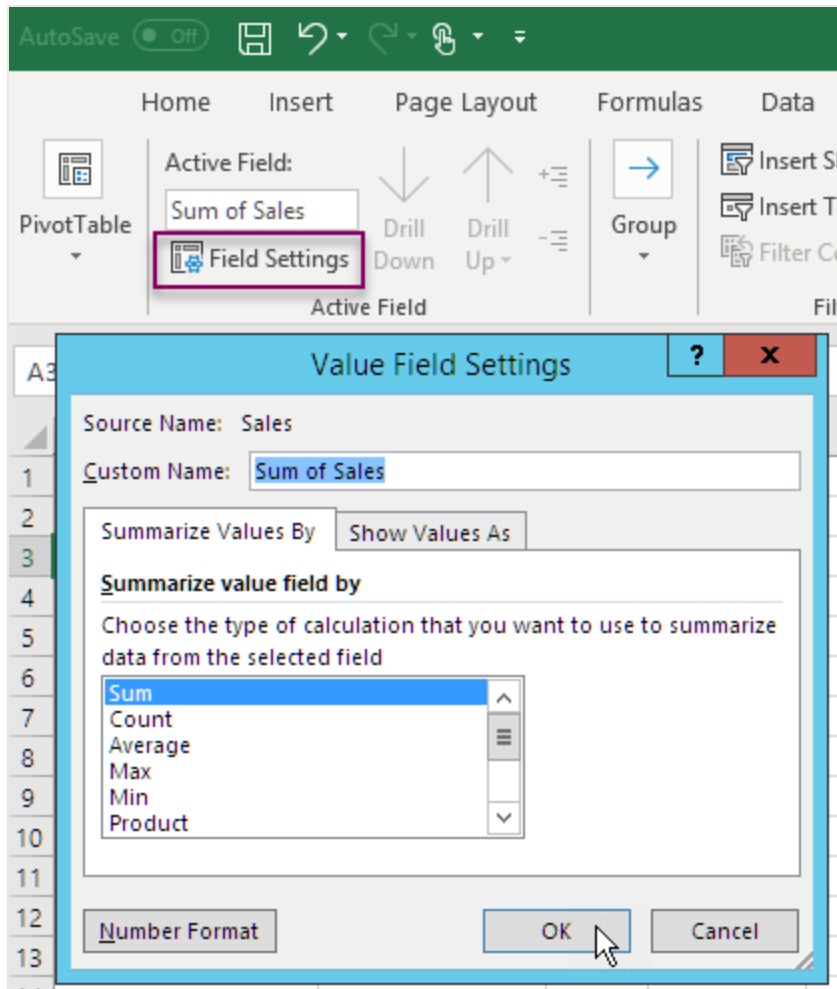 AutoSave Off
Home Insert Page Layout Formulas Data
Active Field:
Insert
Sum of Sales
PivotTable
Drill Down
Drill Up
Group
Insert
Field Settings
Filter
Active Field
A3
Value Field Settings
? X
Source Name: Sales
Custom Name: Sum of Sales
Summarize Values By Show Values As
Summarize value field by
Choose the type of calculation that you want to use to summarize
data from the selected field
Sum
Count
Average
Max
Min
Product
Number Format OK Cancel
1
2
3
4
5
6
7
8
9
10
11
12
13